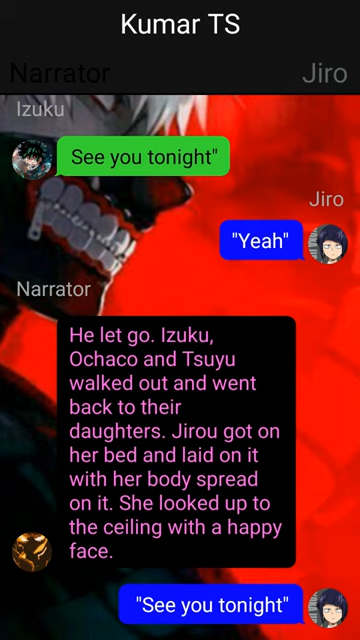 Kumar TS
Narrator
Jiro
Izuku
See you tonight"
Jiro
"Yeah"
Narrator
He let go. Izuku,
Ochaco and Tsuyu
walked out and went
back to their
daughters. Jirou got on
her bed and laid on it
with her body spread
on it. She looked up to
the ceiling with a happy
face.
"See you tonight"